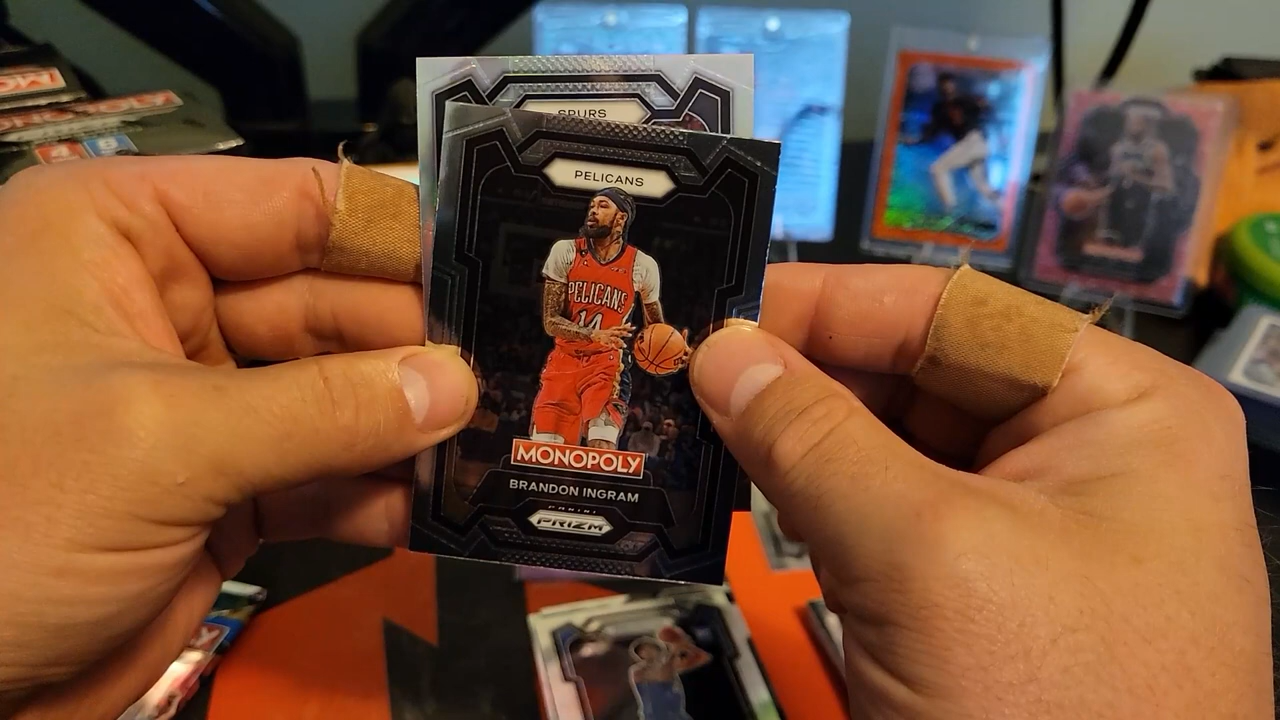 SPURS
PELICANS
PELICANS
14
MONOPOLY
BRANDON INGRAM
PANINI
PRIZM